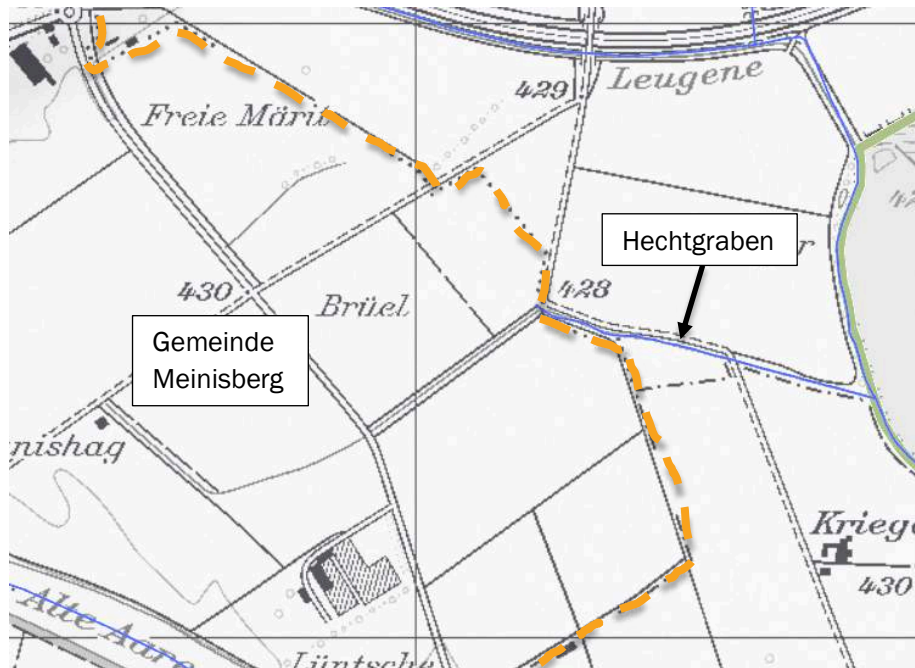 429
Leugene
Freie Märit
Hechtgraben
430
428
Brüel
Gemeinde
Meinisberg
nishag
Kriege
430
Alte Aare
Lüntsche